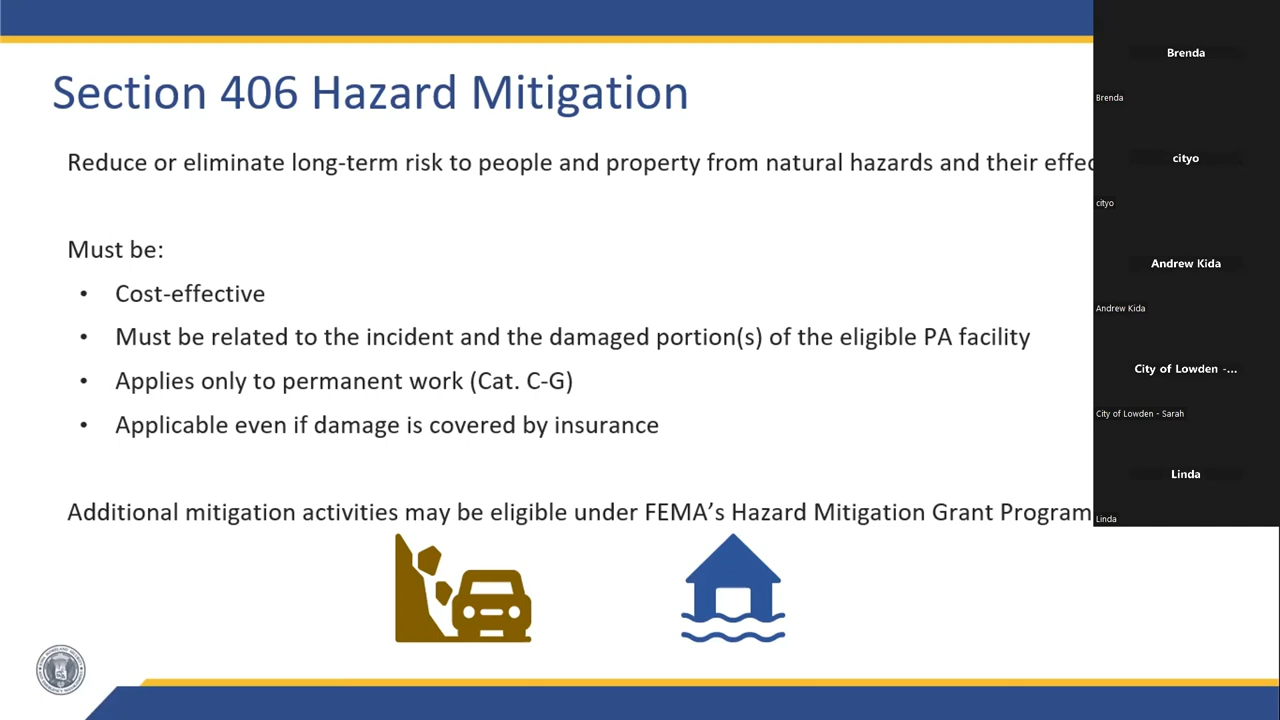 Section 406 Hazard Mitigation
Reduce or eliminate long-term risk to people and property from natural hazards and their
Must be:
• Cost-effective
• Must be related to the incident and the damaged portion(s) of the eligible PA facility
• Applies only to permanent work (Cat. C-G)
• Applicable even if damage is covered by insurance
Additional mitigation activities may be eligible under FEMA’s Hazard Mitigation Grant Program
Brenda
Brenda
cityo
cityo
Andrew Kida
Andrew Kida
City of Lowden -...
City of Lowden - Sarah
Linda
Linda